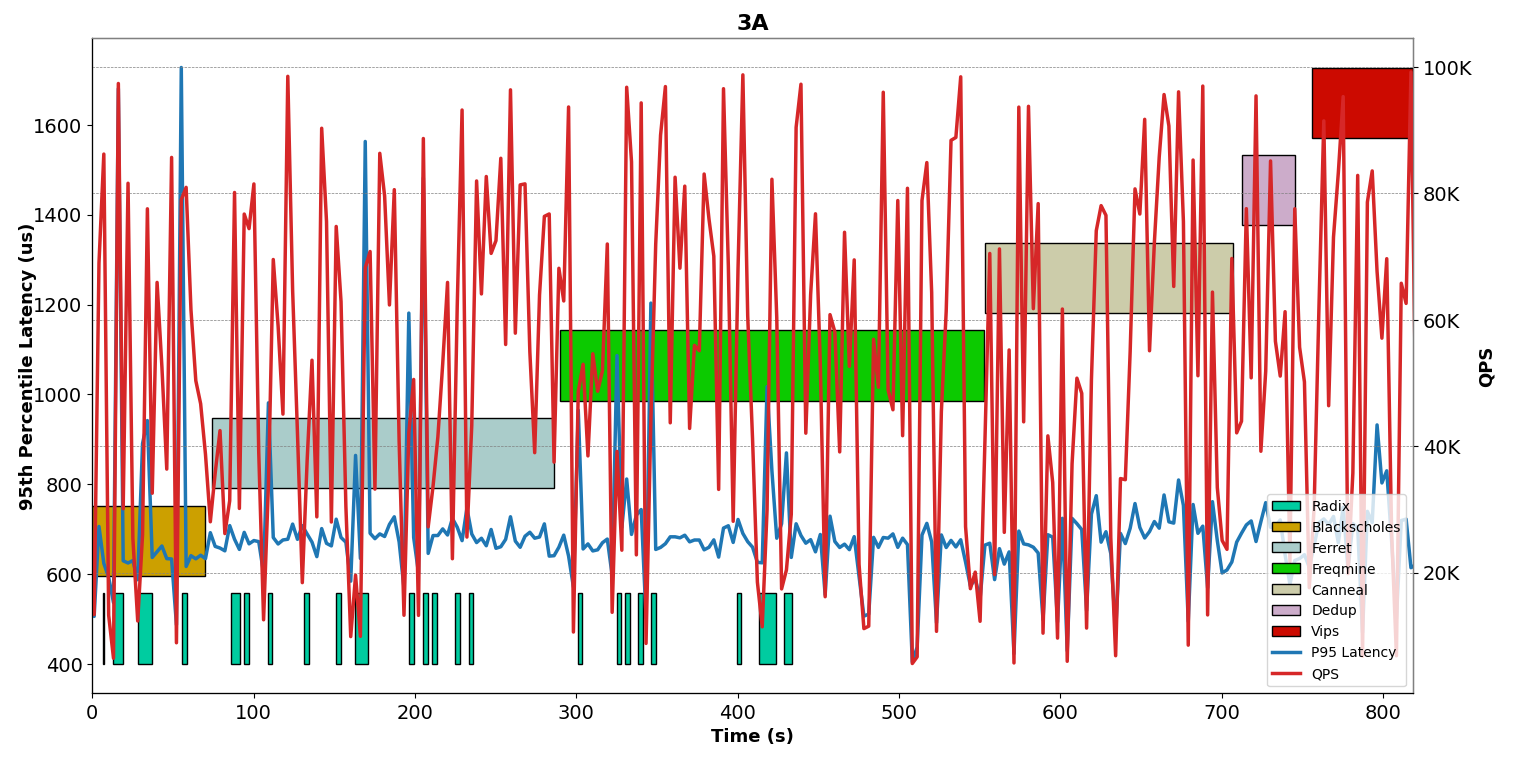 3A
95th Percentile Latency (us)
1600
1400
1200
1000
800
600
400
100K
80K
60K
40K
20K
QPS
Radix
Blackscholes
Ferret
Freqmine
Canneal
Dedup
Vips
P95 Latency
QPS
0 100 200 300 400 500 600 700 800
Time (s)